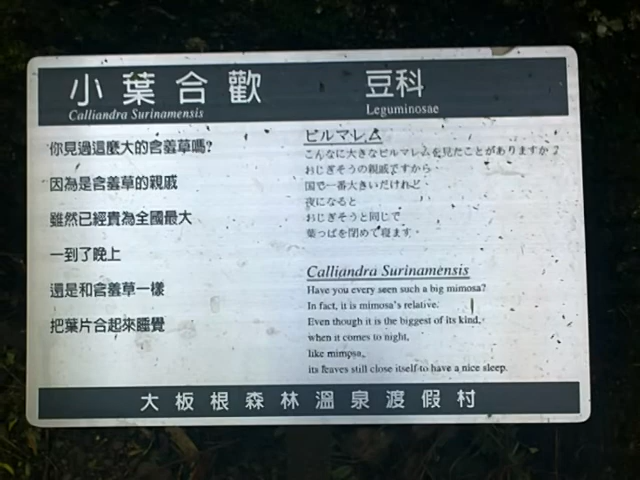 小葉合歡 豆科
Calliandra Surinamensis Leguminosae
你見過這麼大的含羞草嗎?
因為是含羞草的親戚
雖然已經貴為全國最大
一到了晚上
還是和含羞草一樣
把葉片合起來睡覺
ビルマレム
こんなに大きなビルマレムを見たことがありますか?
おじぎそうの親戚ですから
国で一番大きいだけれど
夜になると
おじぎそうと同じで
葉っぱを閉めて寝ます。
Calliandra Surinamensis
Have you every seen such a big mimosa?
In fact, it is mimosa's relative.
Even though it is the biggest of its kind,
when it comes to night,
like mimosa,
its leaves still close itself to have a nice sleep.
大板根森林溫泉渡假村